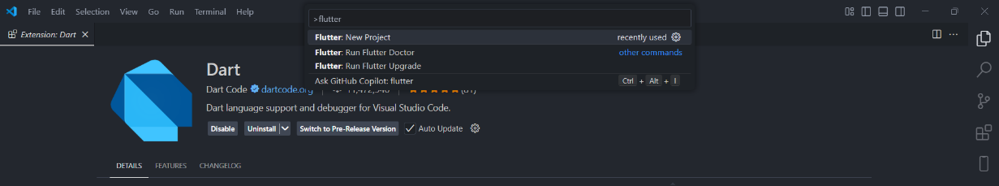 File Edit Selection View Go Run Terminal Help
>flutter
Extension: Dart
Flutter: New Project recently used
Flutter: Run Flutter Doctor other commands
Flutter: Run Flutter Upgrade
Ask GitHub Copilot: flutter Ctrl + Alt + I
Dart
Dart Code dartcode.org
Dart language support and debugger for Visual Studio Code.
Disable Uninstall Switch to Pre-Release Version Auto Update
DETAILS FEATURES CHANGELOG